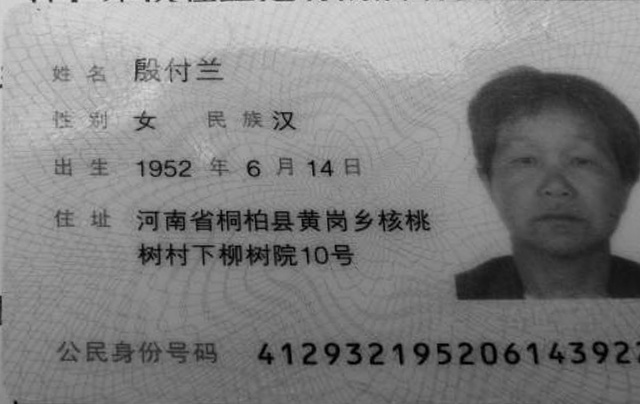 姓名 殷付兰
性别 女 民族 汉
出生 1952 年 6 月 14 日
住址 河南省桐柏县黄岗乡核桃
树村下柳树院10号
公民身份号码 41293219520614392